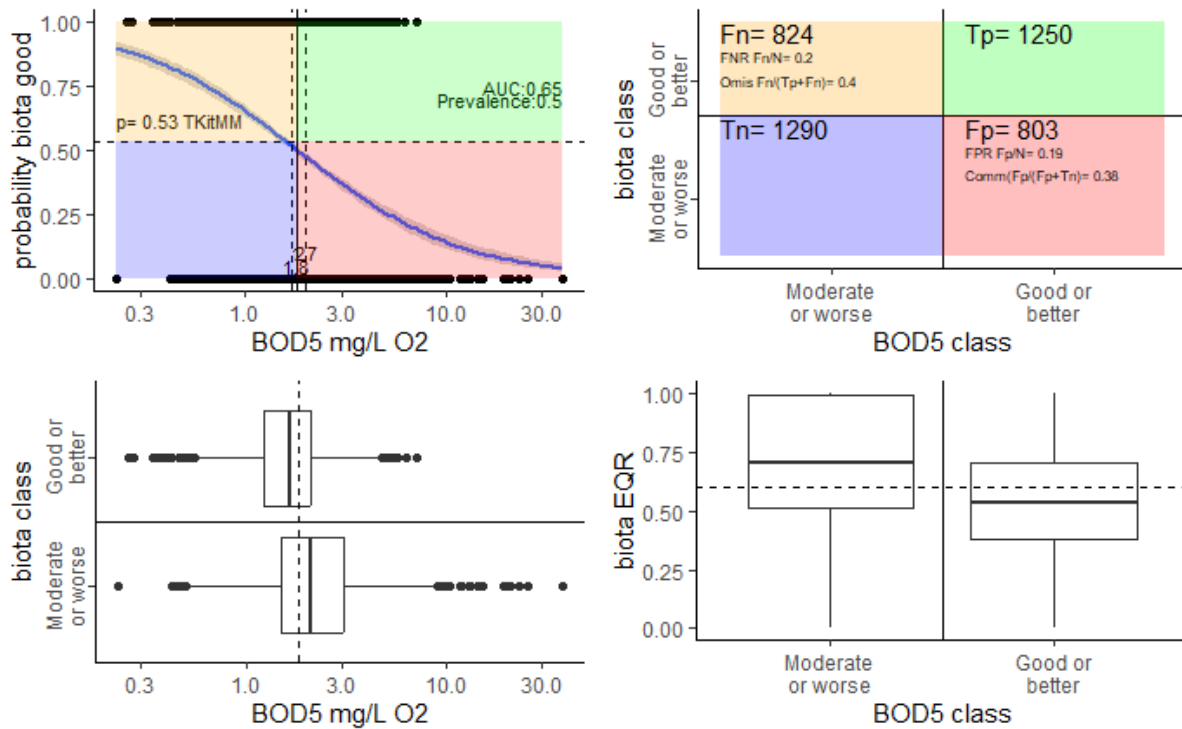 probability biota good
1.00
0.75
0.50
0.25
0.00
AUC:0.65
Prevalence:0.5
p= 0.53 TKitMM
0.3
1.0
3.0
10.0
30.0
BOD5 mg/L O2
biota class
Good or
better
Moderate
or worse
Fn= 824
FNR Fn/N= 0.2
Omis Fn/(Tp+Fn)= 0.4
Tp= 1250
Tn= 1290
Fp= 803
FPR Fp/N= 0.19
Comm(Fp/(Fp+Tn)= 0.38
Moderate
or worse
Good or
better
BOD5 class
biota class
Good or
better
Moderate
or worse
0.3
1.0
3.0
10.0
30.0
BOD5 mg/L O2
biota EQR
1.00
0.75
0.50
0.25
0.00
Moderate
or worse
Good or
better
BOD5 class